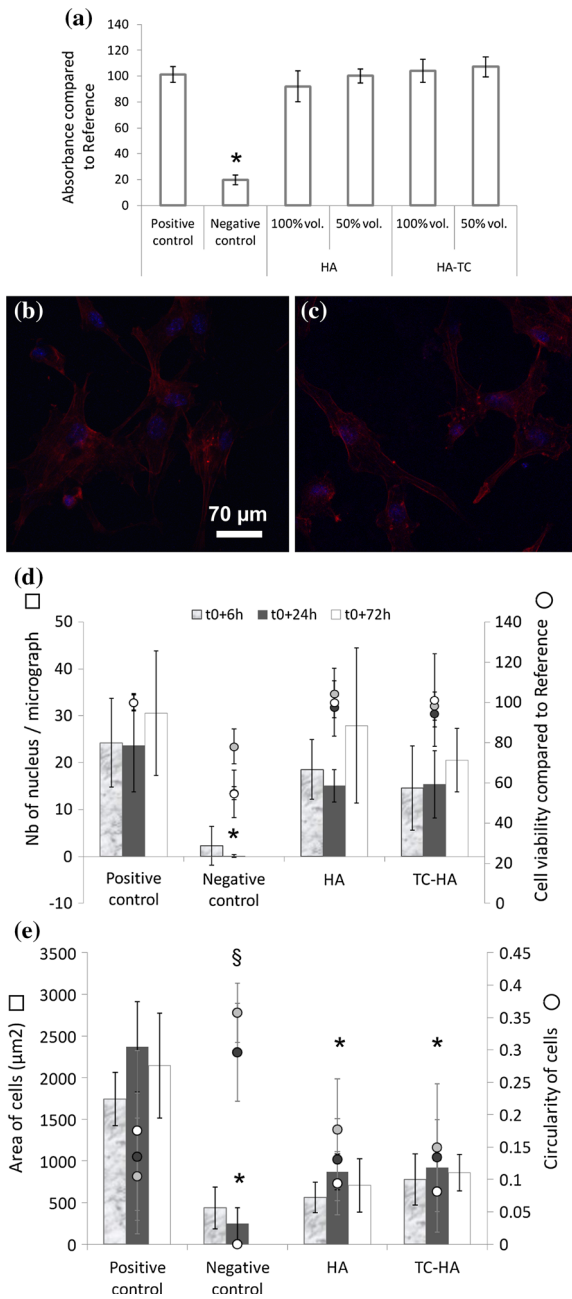 (a)
Absorbance compared
to Reference
140
120
100
80
60
40
20
0
*
Positive control
Negative control
100% vol.
50% vol.
100% vol.
50% vol.
HA
HA-TC
(b)
70 µm
(c)
(d)
Nb of nucleus / micrograph
50
40
30
20
10
0
-10
t0+6h
t0+24h
t0+72h
*
140
120
100
80
60
40
20
0
Cell viability compared to Reference
Positive control
Negative control
HA
TC-HA
(e)
Area of cells (µm2)
3500
3000
2500
2000
1500
1000
500
0
§
*
*
*
0.45
0.4
0.35
0.3
0.25
0.2
0.15
0.1
0.05
0
Circularity of cells
Positive control
Negative control
HA
TC-HA